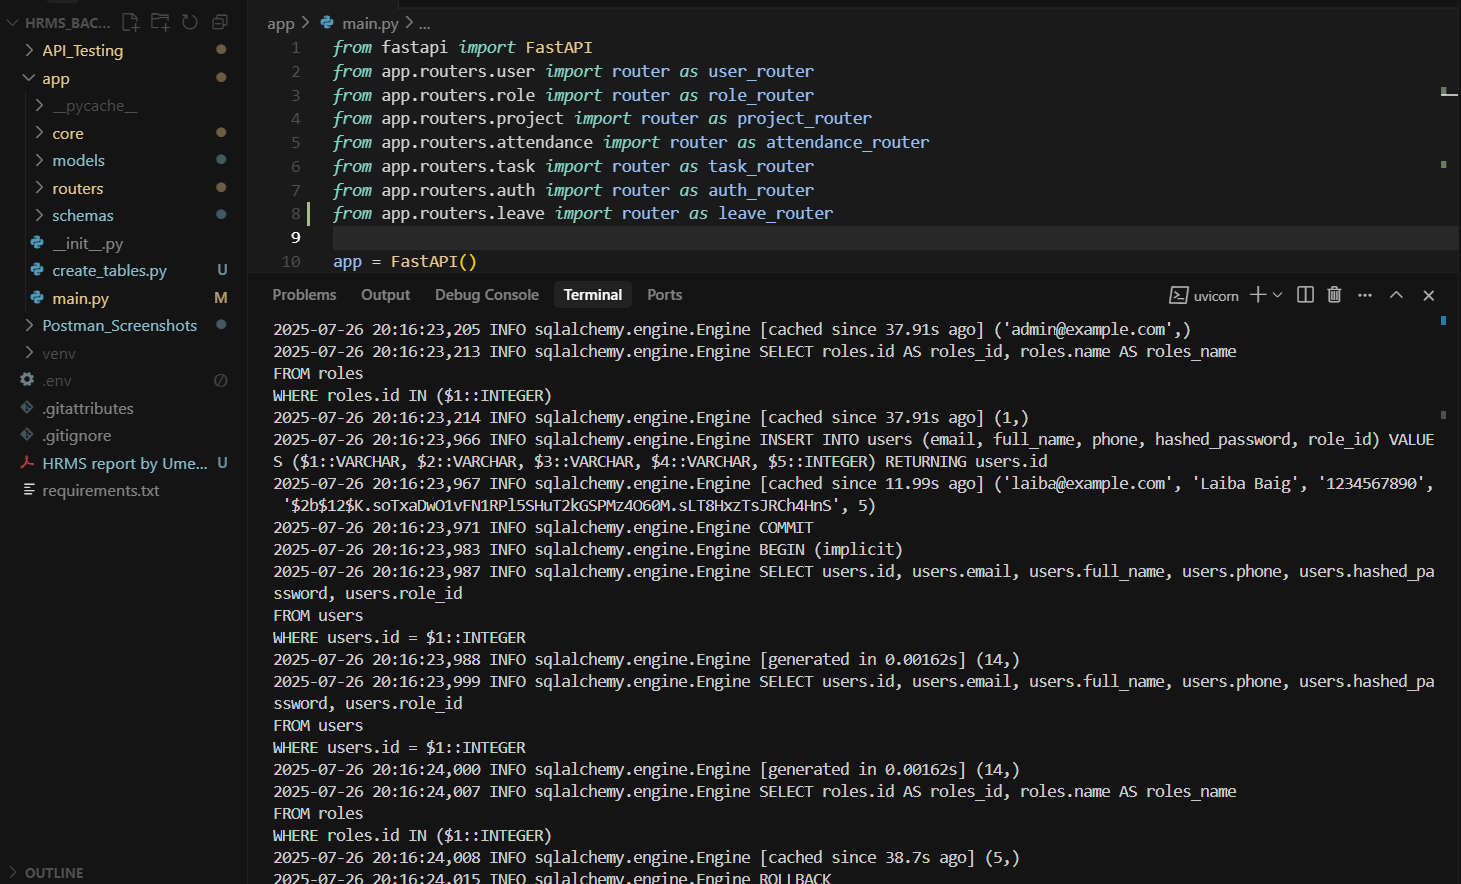 HRMS_BAC...
API_Testing
app
__pycache__
core
models
routers
schemas
__init__.py
create_tables.py U
main.py M
Postman_Screenshots
venv
.env
.gitattributes
.gitignore
HRMS report by Ume... U
requirements.txt
OUTLINE
app > main.py > ...
1 from fastapi import FastAPI
2 from app.routers.user import router as user_router
3 from app.routers.role import router as role_router
4 from app.routers.project import router as project_router
5 from app.routers.attendance import router as attendance_router
6 from app.routers.task import router as task_router
7 from app.routers.auth import router as auth_router
8 from app.routers.leave import router as leave_router
9
10 app = FastAPI()
Problems Output Debug Console Terminal Ports uvicorn
2025-07-26 20:16:23,205 INFO sqlalchemy.engine.Engine [cached since 37.91s ago] ('admin@example.com',)
2025-07-26 20:16:23,213 INFO sqlalchemy.engine.Engine SELECT roles.id AS roles_id, roles.name AS roles_name
FROM roles
WHERE roles.id IN ($1::INTEGER)
2025-07-26 20:16:23,214 INFO sqlalchemy.engine.Engine [cached since 37.91s ago] (1,)
2025-07-26 20:16:23,966 INFO sqlalchemy.engine.Engine INSERT INTO users (email, full_name, phone, hashed_password, role_id) VALUE
S ($1::VARCHAR, $2::VARCHAR, $3::VARCHAR, $4::VARCHAR, $5::INTEGER) RETURNING users.id
2025-07-26 20:16:23,967 INFO sqlalchemy.engine.Engine [cached since 11.99s ago] ('laiba@example.com', 'Laiba Baig', '1234567890',
'$2b$12$K.soTxaDwO1vFN1RPl5SHuT2kGSPMz4O60M.sLT8HxzTsJRCh4HnS', 5)
2025-07-26 20:16:23,971 INFO sqlalchemy.engine.Engine COMMIT
2025-07-26 20:16:23,983 INFO sqlalchemy.engine.Engine BEGIN (implicit)
2025-07-26 20:16:23,987 INFO sqlalchemy.engine.Engine SELECT users.id, users.email, users.full_name, users.phone, users.hashed_pa
ssword, users.role_id
FROM users
WHERE users.id = $1::INTEGER
2025-07-26 20:16:23,988 INFO sqlalchemy.engine.Engine [generated in 0.00162s] (14,)
2025-07-26 20:16:23,999 INFO sqlalchemy.engine.Engine SELECT users.id, users.email, users.full_name, users.phone, users.hashed_pa
ssword, users.role_id
FROM users
WHERE users.id = $1::INTEGER
2025-07-26 20:16:24,000 INFO sqlalchemy.engine.Engine [generated in 0.00162s] (14,)
2025-07-26 20:16:24,007 INFO sqlalchemy.engine.Engine SELECT roles.id AS roles_id, roles.name AS roles_name
FROM roles
WHERE roles.id IN ($1::INTEGER)
2025-07-26 20:16:24,008 INFO sqlalchemy.engine.Engine [cached since 38.7s ago] (5,)
2025-07-26 20:16:24,015 INFO sqlalchemy.engine.Engine ROLLBACK